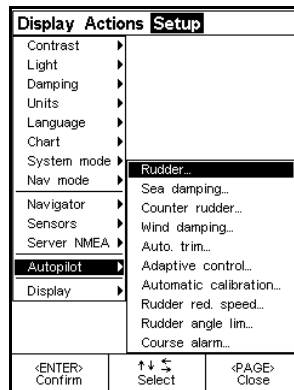 Display Actions Setup
Contrast
Light
Damping
Units
Language
Chart
System mode
Nav mode
Navigator
Sensors
Server NMEA
Autopilot
Display
Rudder...
Sea damping...
Counter rudder...
Wind damping...
Auto. trim...
Adaptive control...
Automatic calibration...
Rudder red. speed...
Rudder angle lim...
Course alarm...
<ENTER>
Confirm
Select
<PAGE>
Close